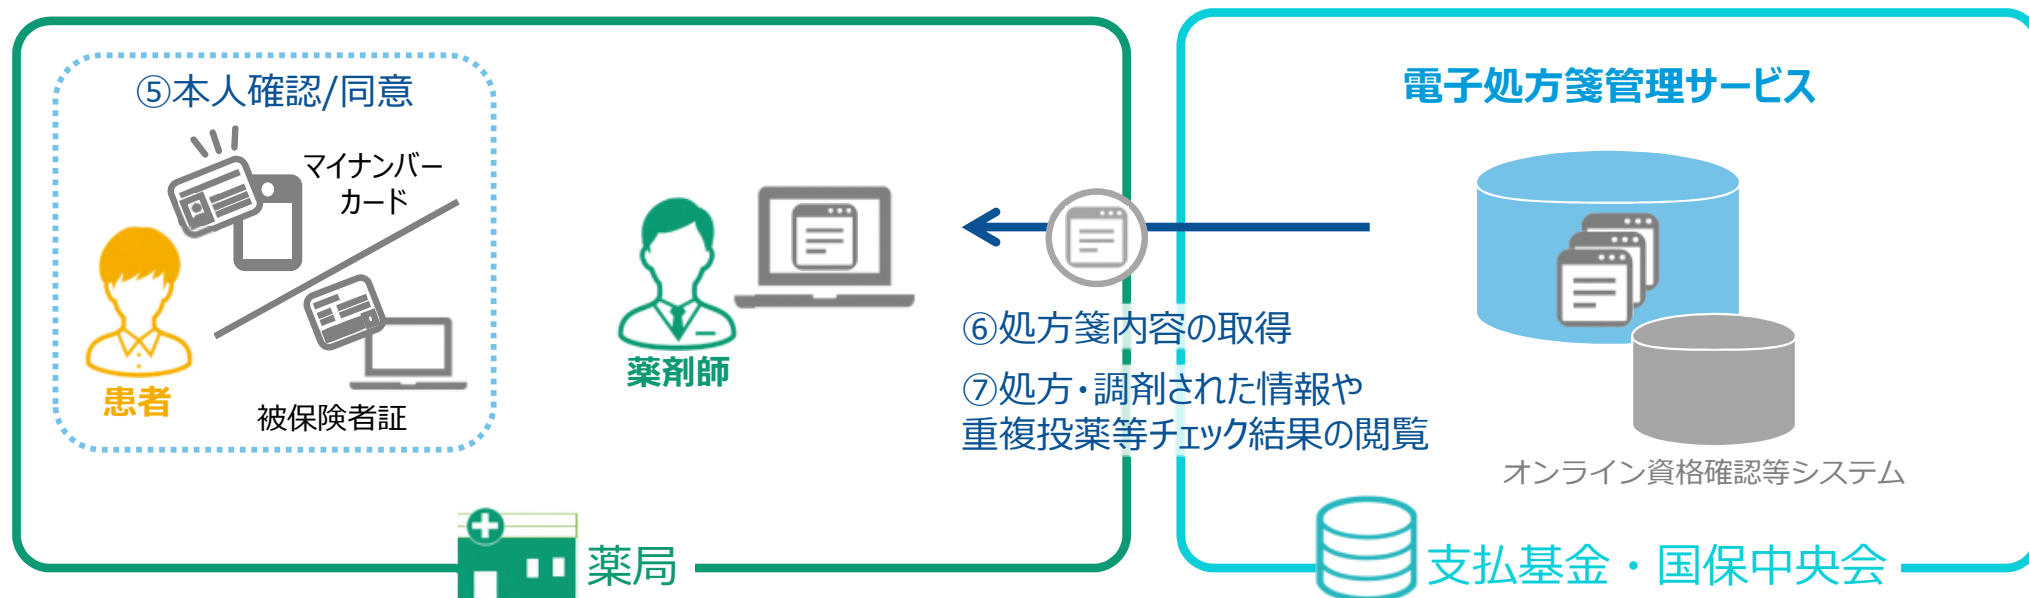 ⑤本人確認/同意
マイナンバー
カード
患者
被保険者証
薬剤師
⑥処方箋内容の取得
⑦処方・調剤された情報や
重複投薬等チェック結果の閲覧
薬局
電子処方箋管理サービス
オンライン資格確認等システム
支払基金・国保中央会